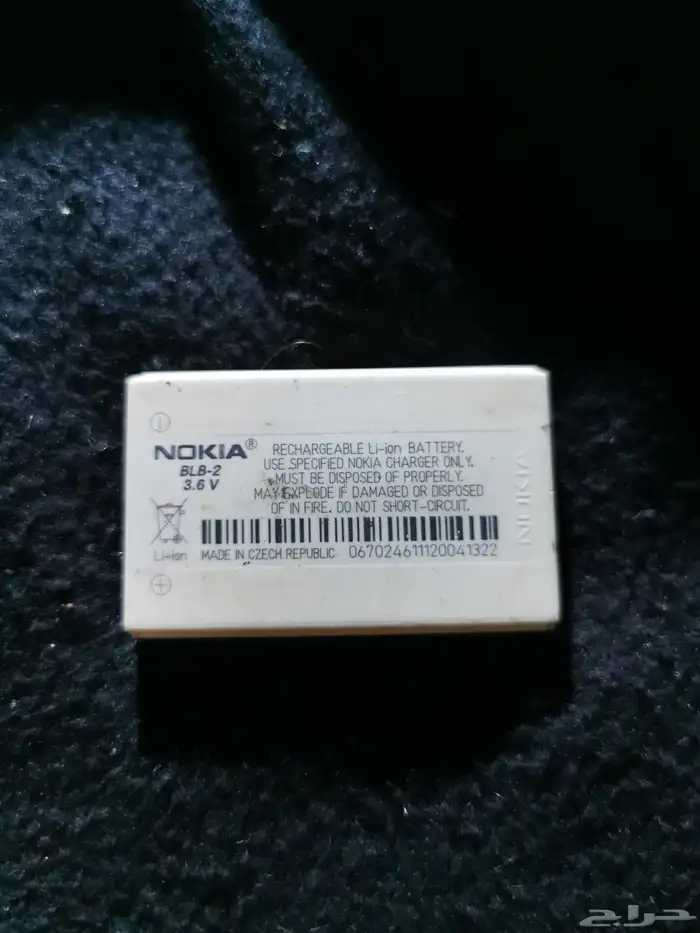 NOKIA®
BLB-2
3.6 V
Li-ion
RECHARGEABLE Li-ion BATTERY.
USE SPECIFIED NOKIA CHARGER ONLY.
MUST BE DISPOSED OF PROPERLY.
MAY EXPLODE IF DAMAGED OR DISPOSED
OF IN FIRE. DO NOT SHORT-CIRCUIT.
MADE IN CZECH REPUBLIC 0670246111120041322
NOKIA
حراج